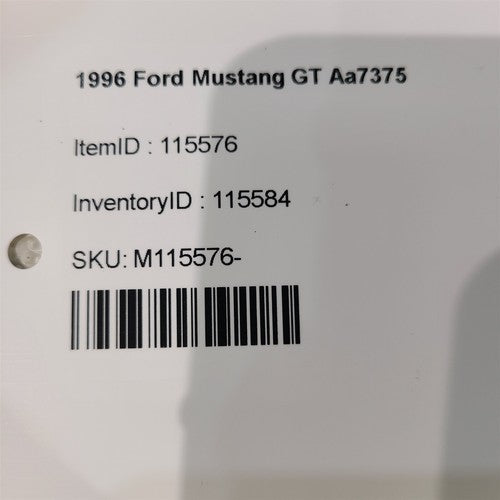 1996 Ford Mustang GT Aa7375
ItemID : 115576
InventoryID : 115584
SKU: M115576-